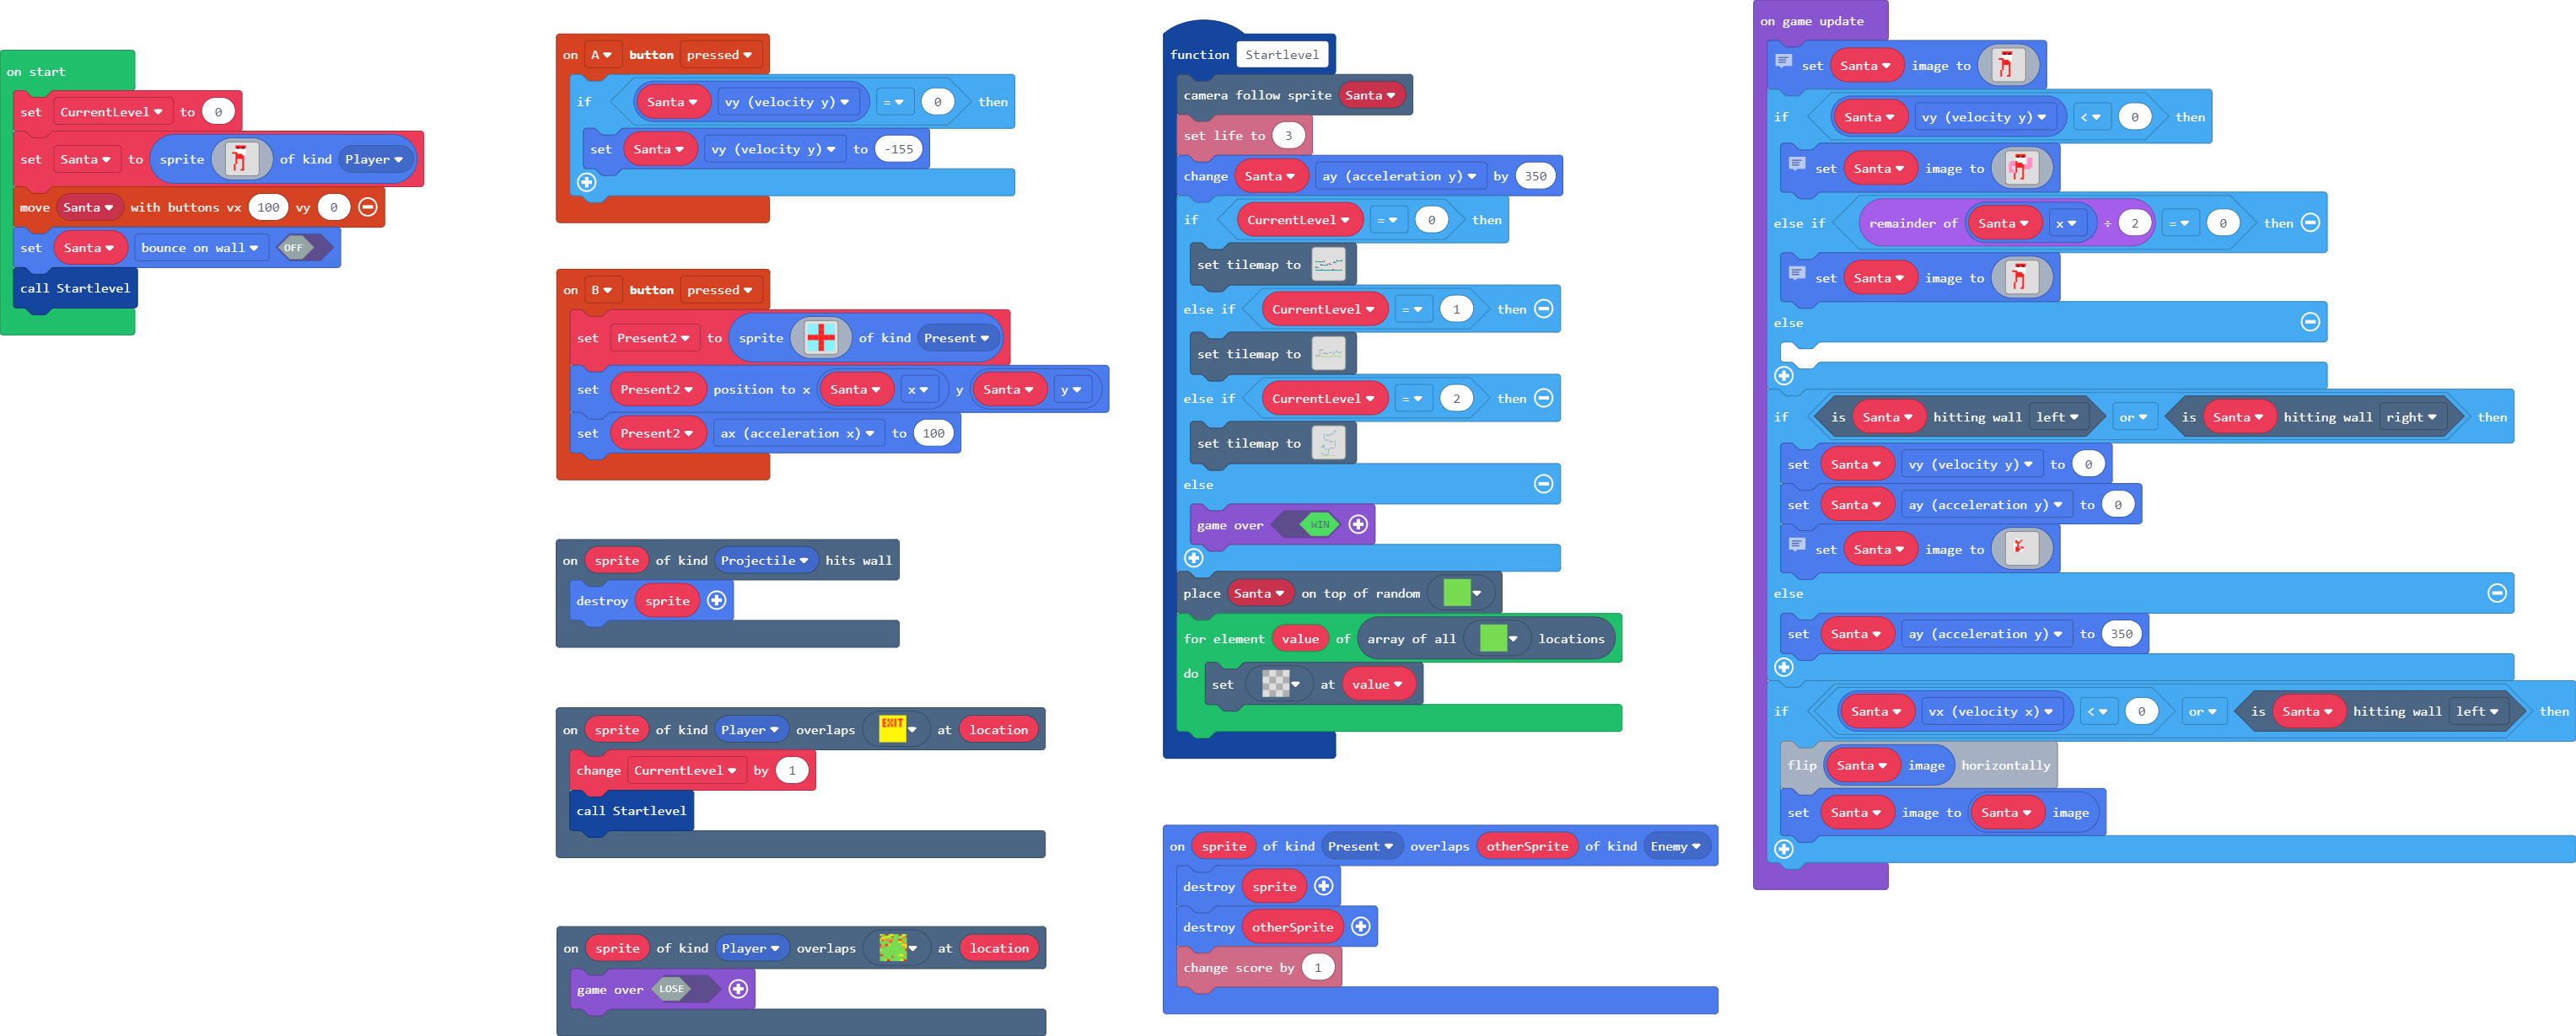 on start
set CurrentLevel to 0
set Santa to sprite of kind Player
move Santa with buttons vx 100 vy 0
set Santa bounce on wall OFF
call Startlevel
on A button pressed
if Santa vy (velocity y) = 0 then
set Santa vy (velocity y) to -155
on B button pressed
set Present2 to sprite of kind Present
set Present2 position to x Santa x y Santa y
set Present2 ax (acceleration x) to 100
on sprite of kind Projectile hits wall
destroy sprite
on sprite of kind Player overlaps EXIT at location
change CurrentLevel by 1
call Startlevel
on sprite of kind Player overlaps at location
game over LOSE
function Startlevel
camera follow sprite Santa
set life to 3
change Santa ay (acceleration y) by 350
if CurrentLevel = 0 then
set tilemap to
else if CurrentLevel = 1 then
set tilemap to
else if CurrentLevel = 2 then
set tilemap to
else
game over WIN
place Santa on top of random
for element value of array of all locations
do set at value
on sprite of kind Present overlaps otherSprite of kind Enemy
destroy sprite
destroy otherSprite
change score by 1
on game update
set Santa image to
if Santa vy (velocity y) < 0 then
set Santa image to
else if remainder of Santa x ÷ 2 = 0 then
set Santa image to
else
if is Santa hitting wall left or is Santa hitting wall right then
set Santa vy (velocity y) to 0
set Santa ay (acceleration y) to 0
set Santa image to
else
set Santa ay (acceleration y) to 350
if Santa vx (velocity x) < 0 or is Santa hitting wall left then
flip Santa image horizontally
set Santa image to Santa image